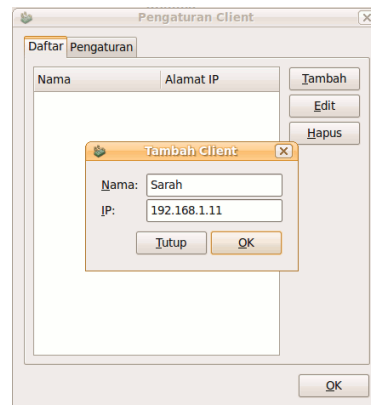 Pengaturan Client
Daftar Pengaturan
Nama Alamat IP
Tambah
Edit
Hapus
Tambah Client
Nama: Sarah
IP: 192.168.1.11
Tutup OK
OK